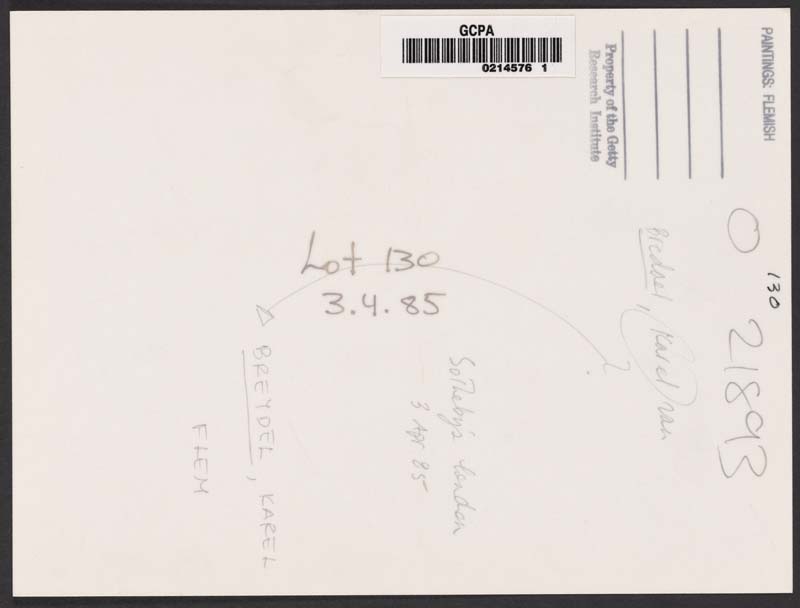 GCPA
0214576 1
PAINTINGS: FLEMISH
Property of the Getty
Research Institute
O 21893
130
Bredael, Karel van
?
Lot 130
3.4.85
Sotheby's London
3 Apr 85
BREYDEL, KAREL
FLEM